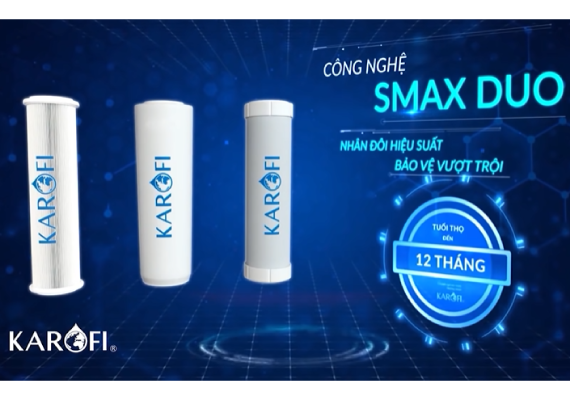 CÔNG NGHỆ
SMAX DUO
NHÂN ĐÔI HIỆU SUẤT
BẢO VỆ VƯỢT TRỘI
KAROFI
KAROFI
KAROFI
TUỔI THỌ
ĐẾN
12 THÁNG
KAROFI
KAROFI®